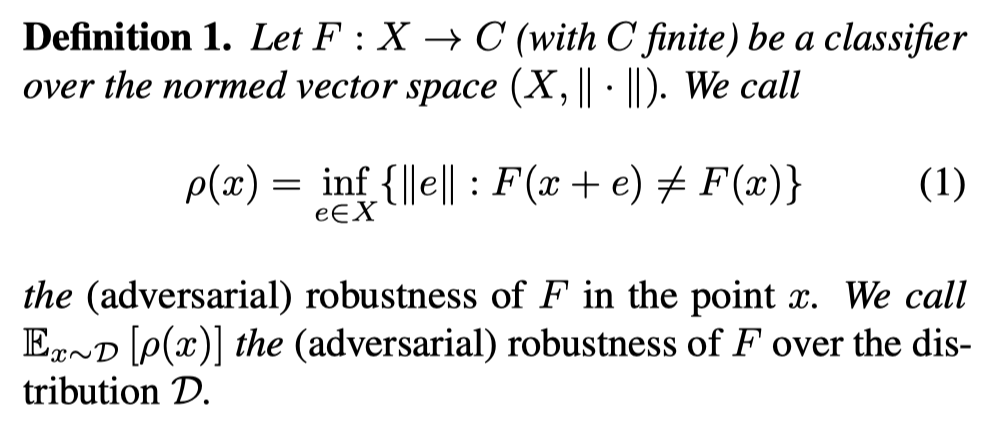 Definition 1. Let F : X → C (with C finite) be a classifier
over the normed vector space (X, ∥ · ∥). We call
ρ(x) = inf_{e∈X} {∥e∥ : F(x + e) ≠ F(x)} (1)
the (adversarial) robustness of F in the point x. We call
𝔼_{x∼𝒟} [ρ(x)] the (adversarial) robustness of F over the dis-
tribution 𝒟.